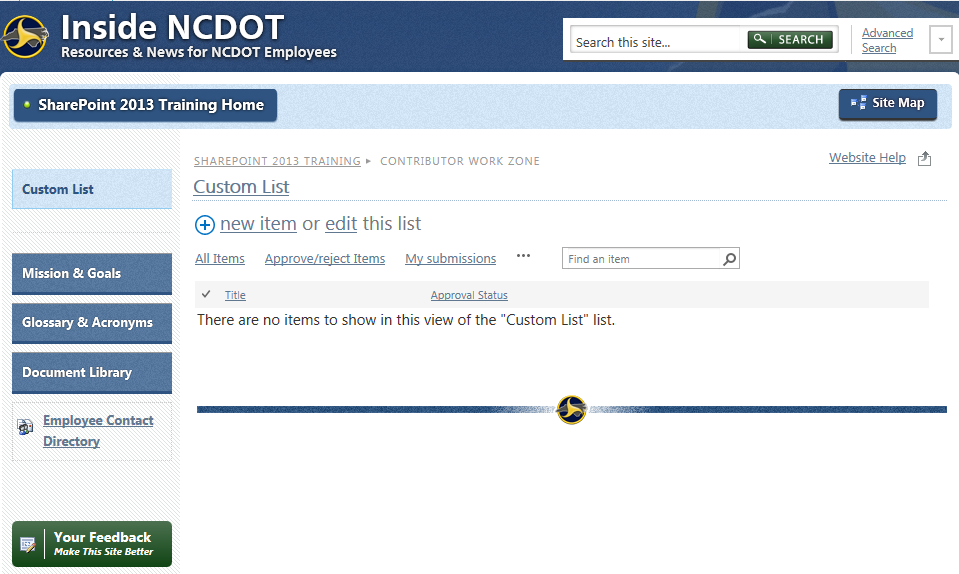 Inside NCDOT
Resources & News for NCDOT Employees
Search this site...
SEARCH
Advanced
Search
SharePoint 2013 Training Home
Site Map
SHAREPOINT 2013 TRAINING ▸ CONTRIBUTOR WORK ZONE
Website Help
Custom List
Custom List
new item or edit this list
All Items Approve/reject Items My submissions ···
Find an item
Title Approval Status
There are no items to show in this view of the "Custom List" list.
Mission & Goals
Glossary & Acronyms
Document Library
Employee Contact
Directory
Your Feedback
Make This Site Better